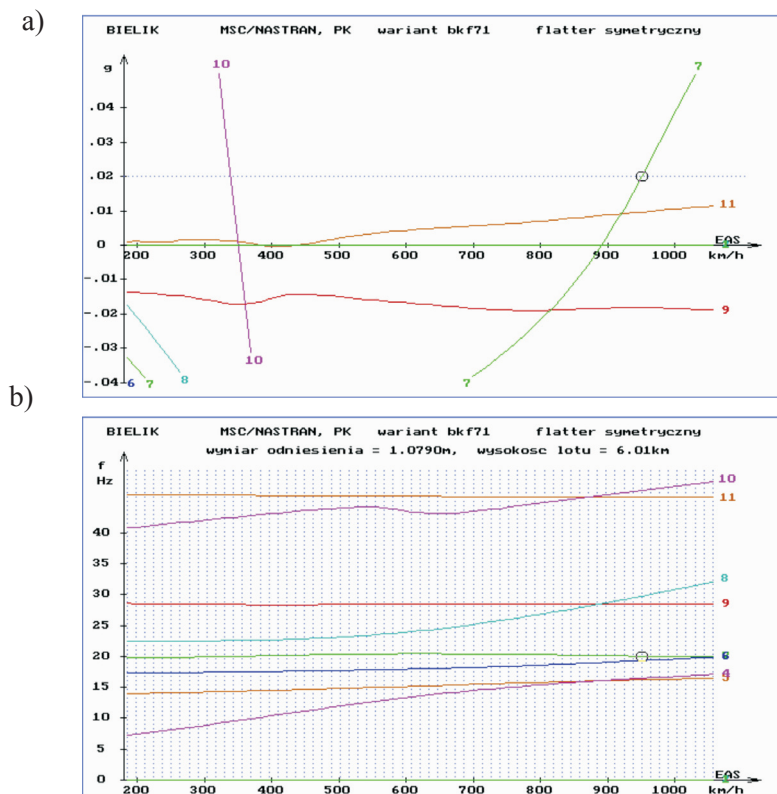 a)
BIELIK MSC/NASTRAN, PK wariant bkf71 flatter symetryczny
g
10
7
.04
.03
.02
.01
11
0
200 300 400 500 600 700 800 900 1000
EAS
km/h
-.01
-.02
9
-.03
10
-.04
6 7
8
7
b)
BIELIK MSC/NASTRAN, PK wariant bkf71 flatter symetryczny
wymiar odniesienia = 1.0790m, wysokosc lotu = 6.01km
f
Hz
10
11
40
35
30
8
9
25
20
6
15
10
5
0
200 300 400 500 600 700 800 900 1000
EAS
km/h